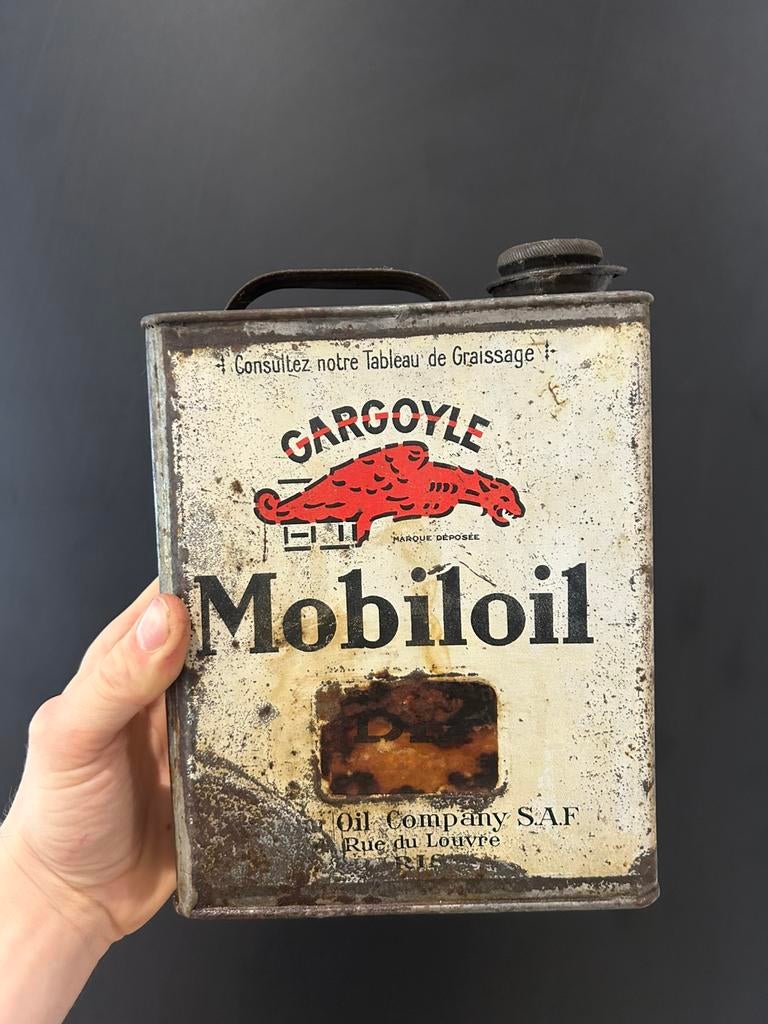 Consultez notre Tableau de Graissage
GARGOYLE
MARQUE DÉPOSÉE
Mobiloil
Oil Company S.A.F
Rue du Louvre